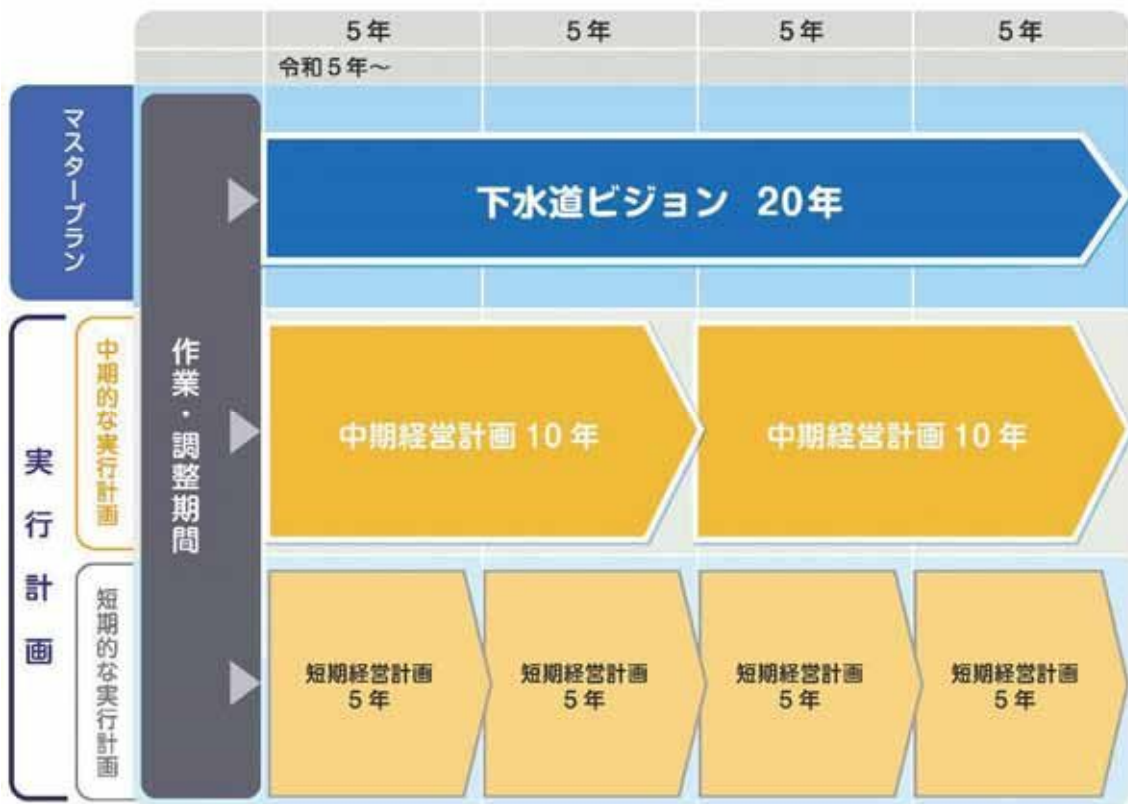 5年
5年
5年
5年
令和5年～
マスタープラン
作業・調整期間
下水道ビジョン 20年
実行計画
中期的な実行計画
中期経営計画 10年
中期経営計画 10年
短期的な実行計画
短期経営計画
5年
短期経営計画
5年
短期経営計画
5年
短期経営計画
5年